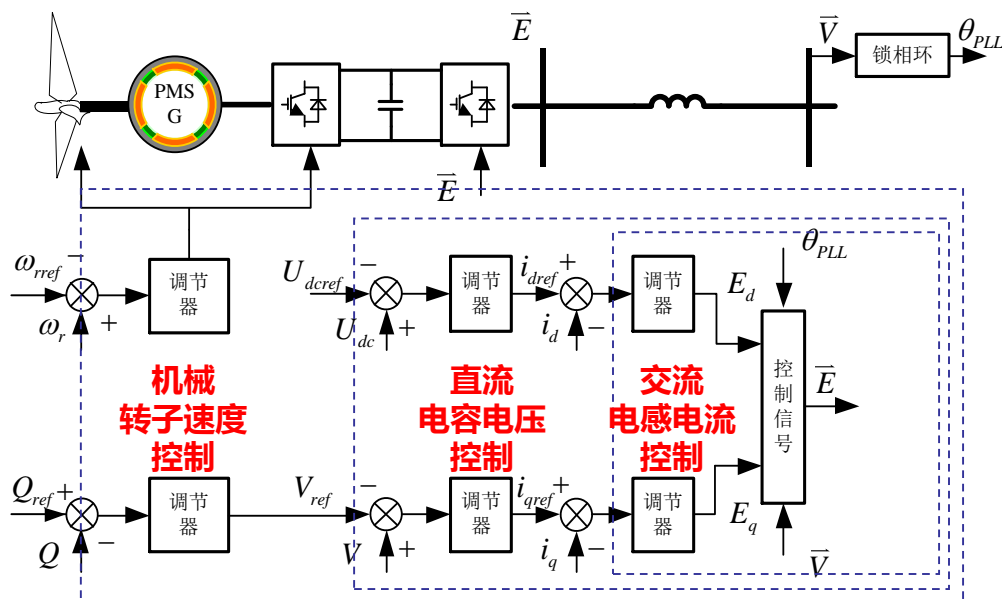 E
V
θPLL
锁相环
PMS
G
E
θPLL
ωrref
−
调节
器
Udcref
−
调节
器
idref
+
调节
器
Ed
ωr
+
Udc
+
id
−
控制信号
E
机械
转子速度
控制
直流
电容电压
控制
交流
电感电流
控制
Qref
+
调节
器
Vref
−
调节
器
iqref
+
调节
器
Eq
Q
−
V
+
iq
−
V